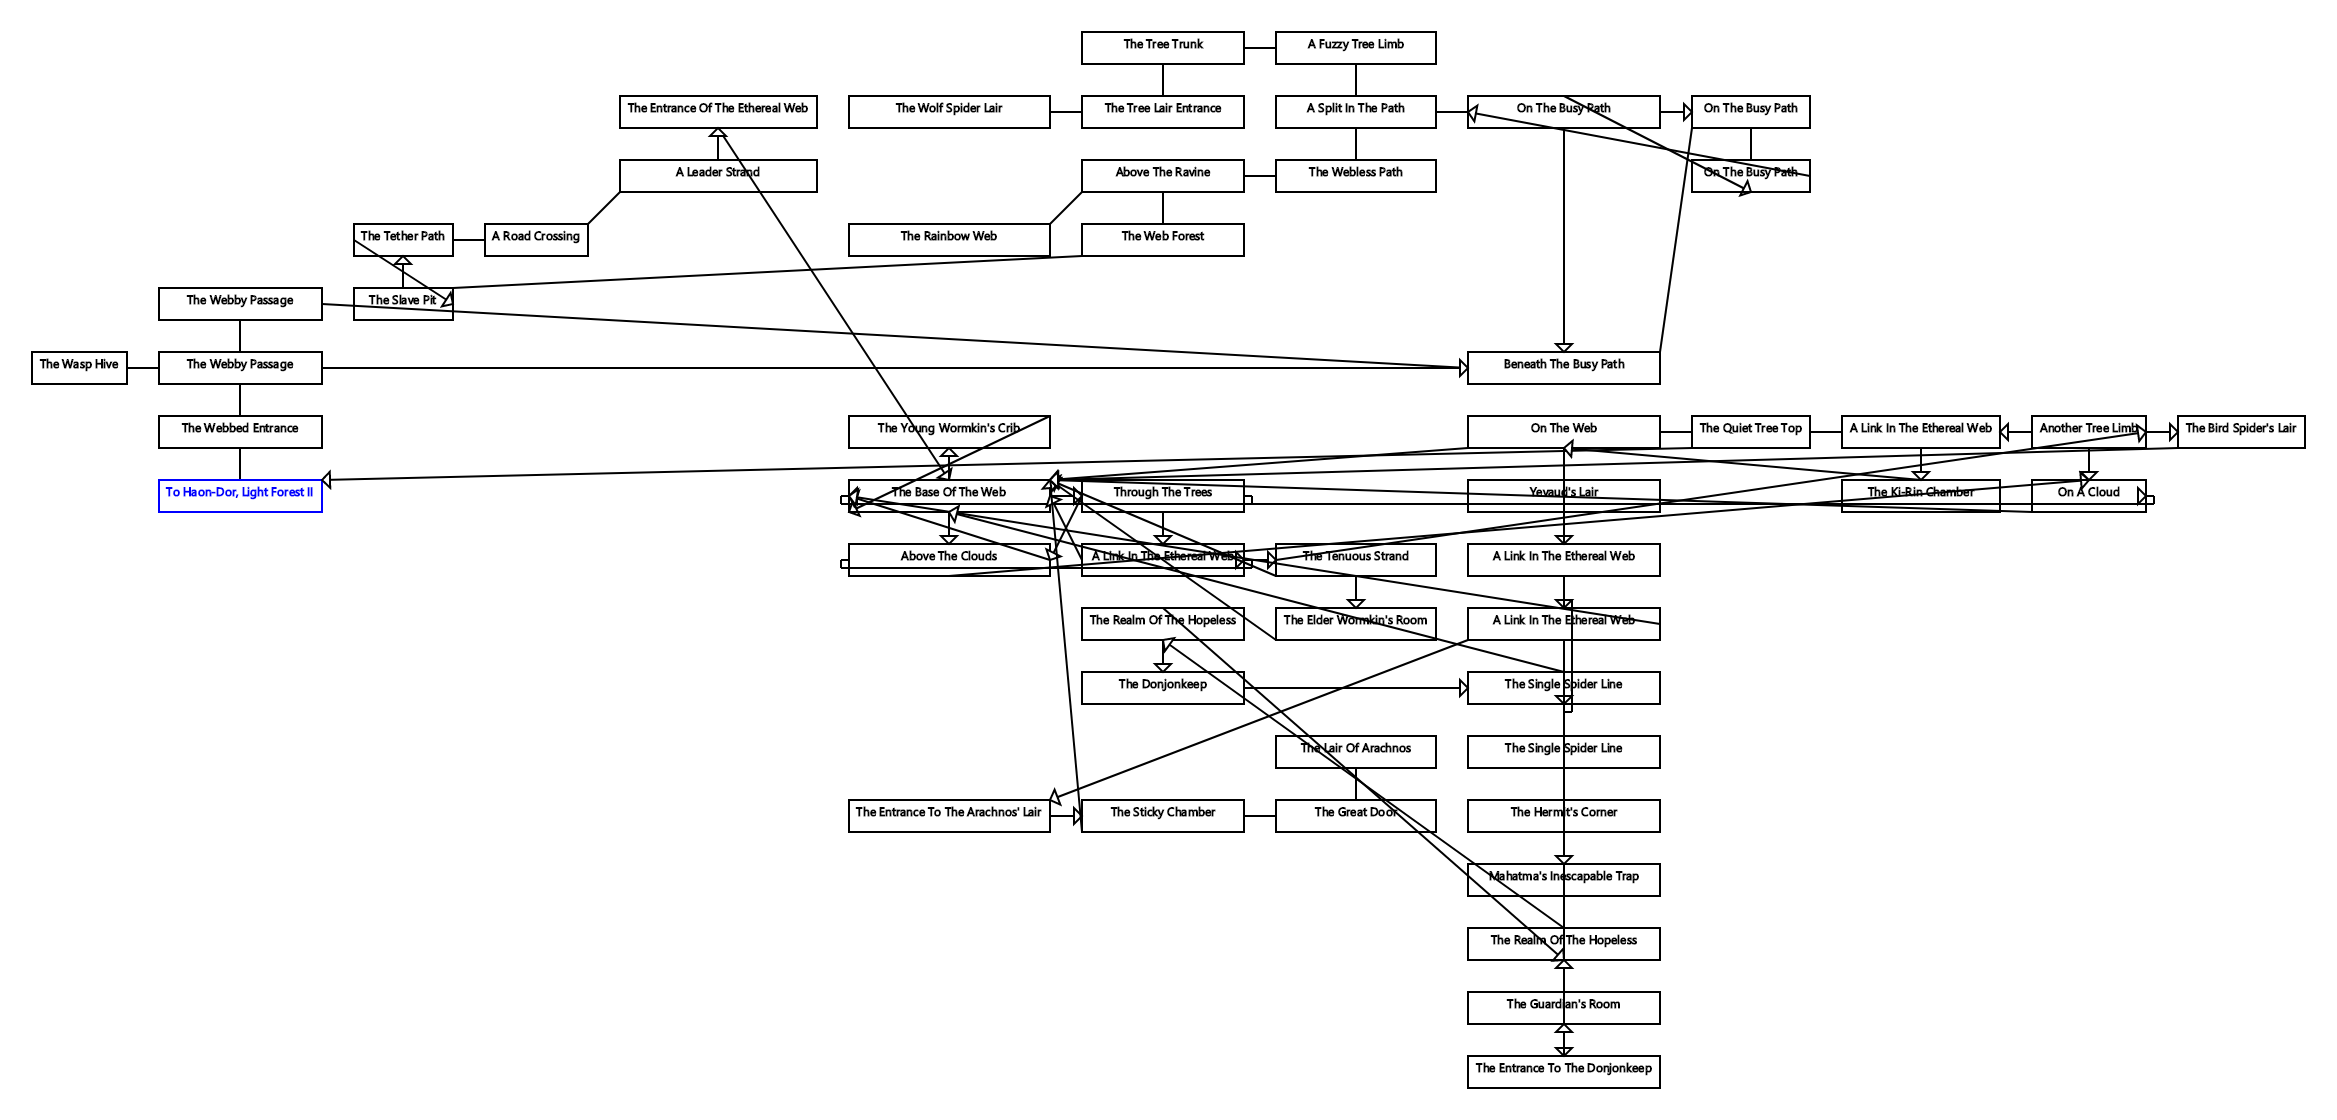 The Tree Trunk
A Fuzzy Tree Limb
The Entrance Of The Ethereal Web
The Wolf Spider Lair
The Tree Lair Entrance
A Split In The Path
On The Busy Path
On The Busy Path
A Leader Strand
Above The Ravine
The Webless Path
On The Busy Path
The Tether Path
A Road Crossing
The Rainbow Web
The Web Forest
The Webby Passage
The Slave Pit
The Wasp Hive
The Webby Passage
Beneath The Busy Path
The Webbed Entrance
The Young Wormkin's Crib
On The Web
The Quiet Tree Top
A Link In The Ethereal Web
Another Tree Limb
The Bird Spider's Lair
To Haon-Dor, Light Forest II
The Base Of The Web
Through The Trees
Yevaud's Lair
The Ki-Rin Chamber
On A Cloud
Above The Clouds
A Link In The Ethereal Web
The Tenuous Strand
A Link In The Ethereal Web
The Realm Of The Hopeless
The Elder Wormkin's Room
A Link In The Ethereal Web
The Donjonkeep
The Single Spider Line
The Lair Of Arachnos
The Single Spider Line
The Entrance To The Arachnos' Lair
The Sticky Chamber
The Great Door
The Hermit's Corner
Mahatma's Inescapable Trap
The Realm Of The Hopeless
The Guardian's Room
The Entrance To The Donjonkeep